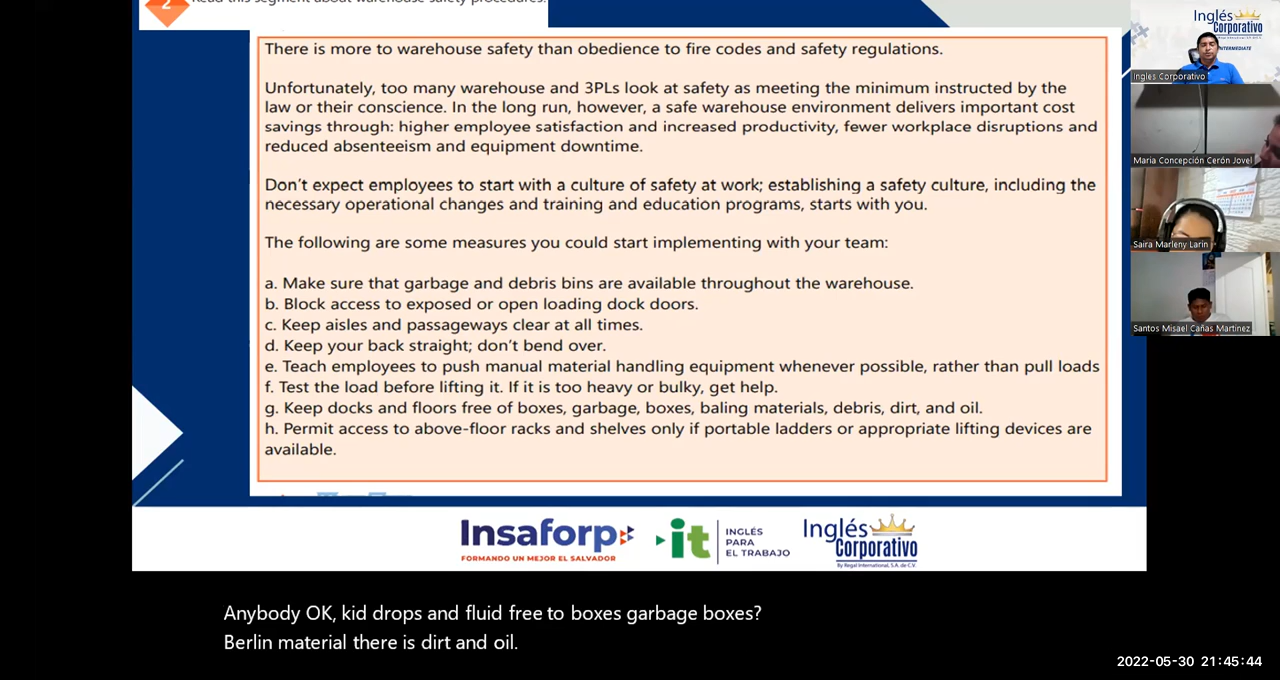 2
Read this segment about warehouse safety procedures.
There is more to warehouse safety than obedience to fire codes and safety regulations.
Unfortunately, too many warehouse and 3PLs look at safety as meeting the minimum instructed by the
law or their conscience. In the long run, however, a safe warehouse environment delivers important cost
savings through: higher employee satisfaction and increased productivity, fewer workplace disruptions and
reduced absenteeism and equipment downtime.
Don't expect employees to start with a culture of safety at work; establishing a safety culture, including the
necessary operational changes and training and education programs, starts with you.
The following are some measures you could start implementing with your team:
a. Make sure that garbage and debris bins are available throughout the warehouse.
b. Block access to exposed or open loading dock doors.
c. Keep aisles and passageways clear at all times.
d. Keep your back straight; don't bend over.
e. Teach employees to push manual material handling equipment whenever possible, rather than pull loads
f. Test the load before lifting it. If it is too heavy or bulky, get help.
g. Keep docks and floors free of boxes, garbage, boxes, baling materials, debris, dirt, and oil.
h. Permit access to above-floor racks and shelves only if portable ladders or appropriate lifting devices are
available.
Insaforp
FORMANDO UN MEJOR EL SALVADOR
it
INGLÉS
PARA
EL TRABAJO
Inglés
Corporativo
By Regal International, S.A. de C.V.
Anybody OK, kid drops and fluid free to boxes garbage boxes?
Berlin material there is dirt and oil.
Inglés
Corporativo
INTERMEDIATE
Ingles Corporativo
Maria Concepción Cerón Jovel
Saira Marleny Larin
Santos Misael Cañas Martinez
2022-05-30 21:45:44